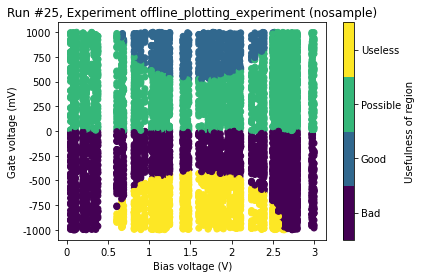 Run #25, Experiment offline_plotting_experiment (nosample)
1000
750
500
250
0
-250
-500
-750
-1000
Gate voltage (mV)
0
0.5
1
1.5
2
2.5
3
Bias voltage (V)
Useless
Possible
Good
Bad
Usefulness of region